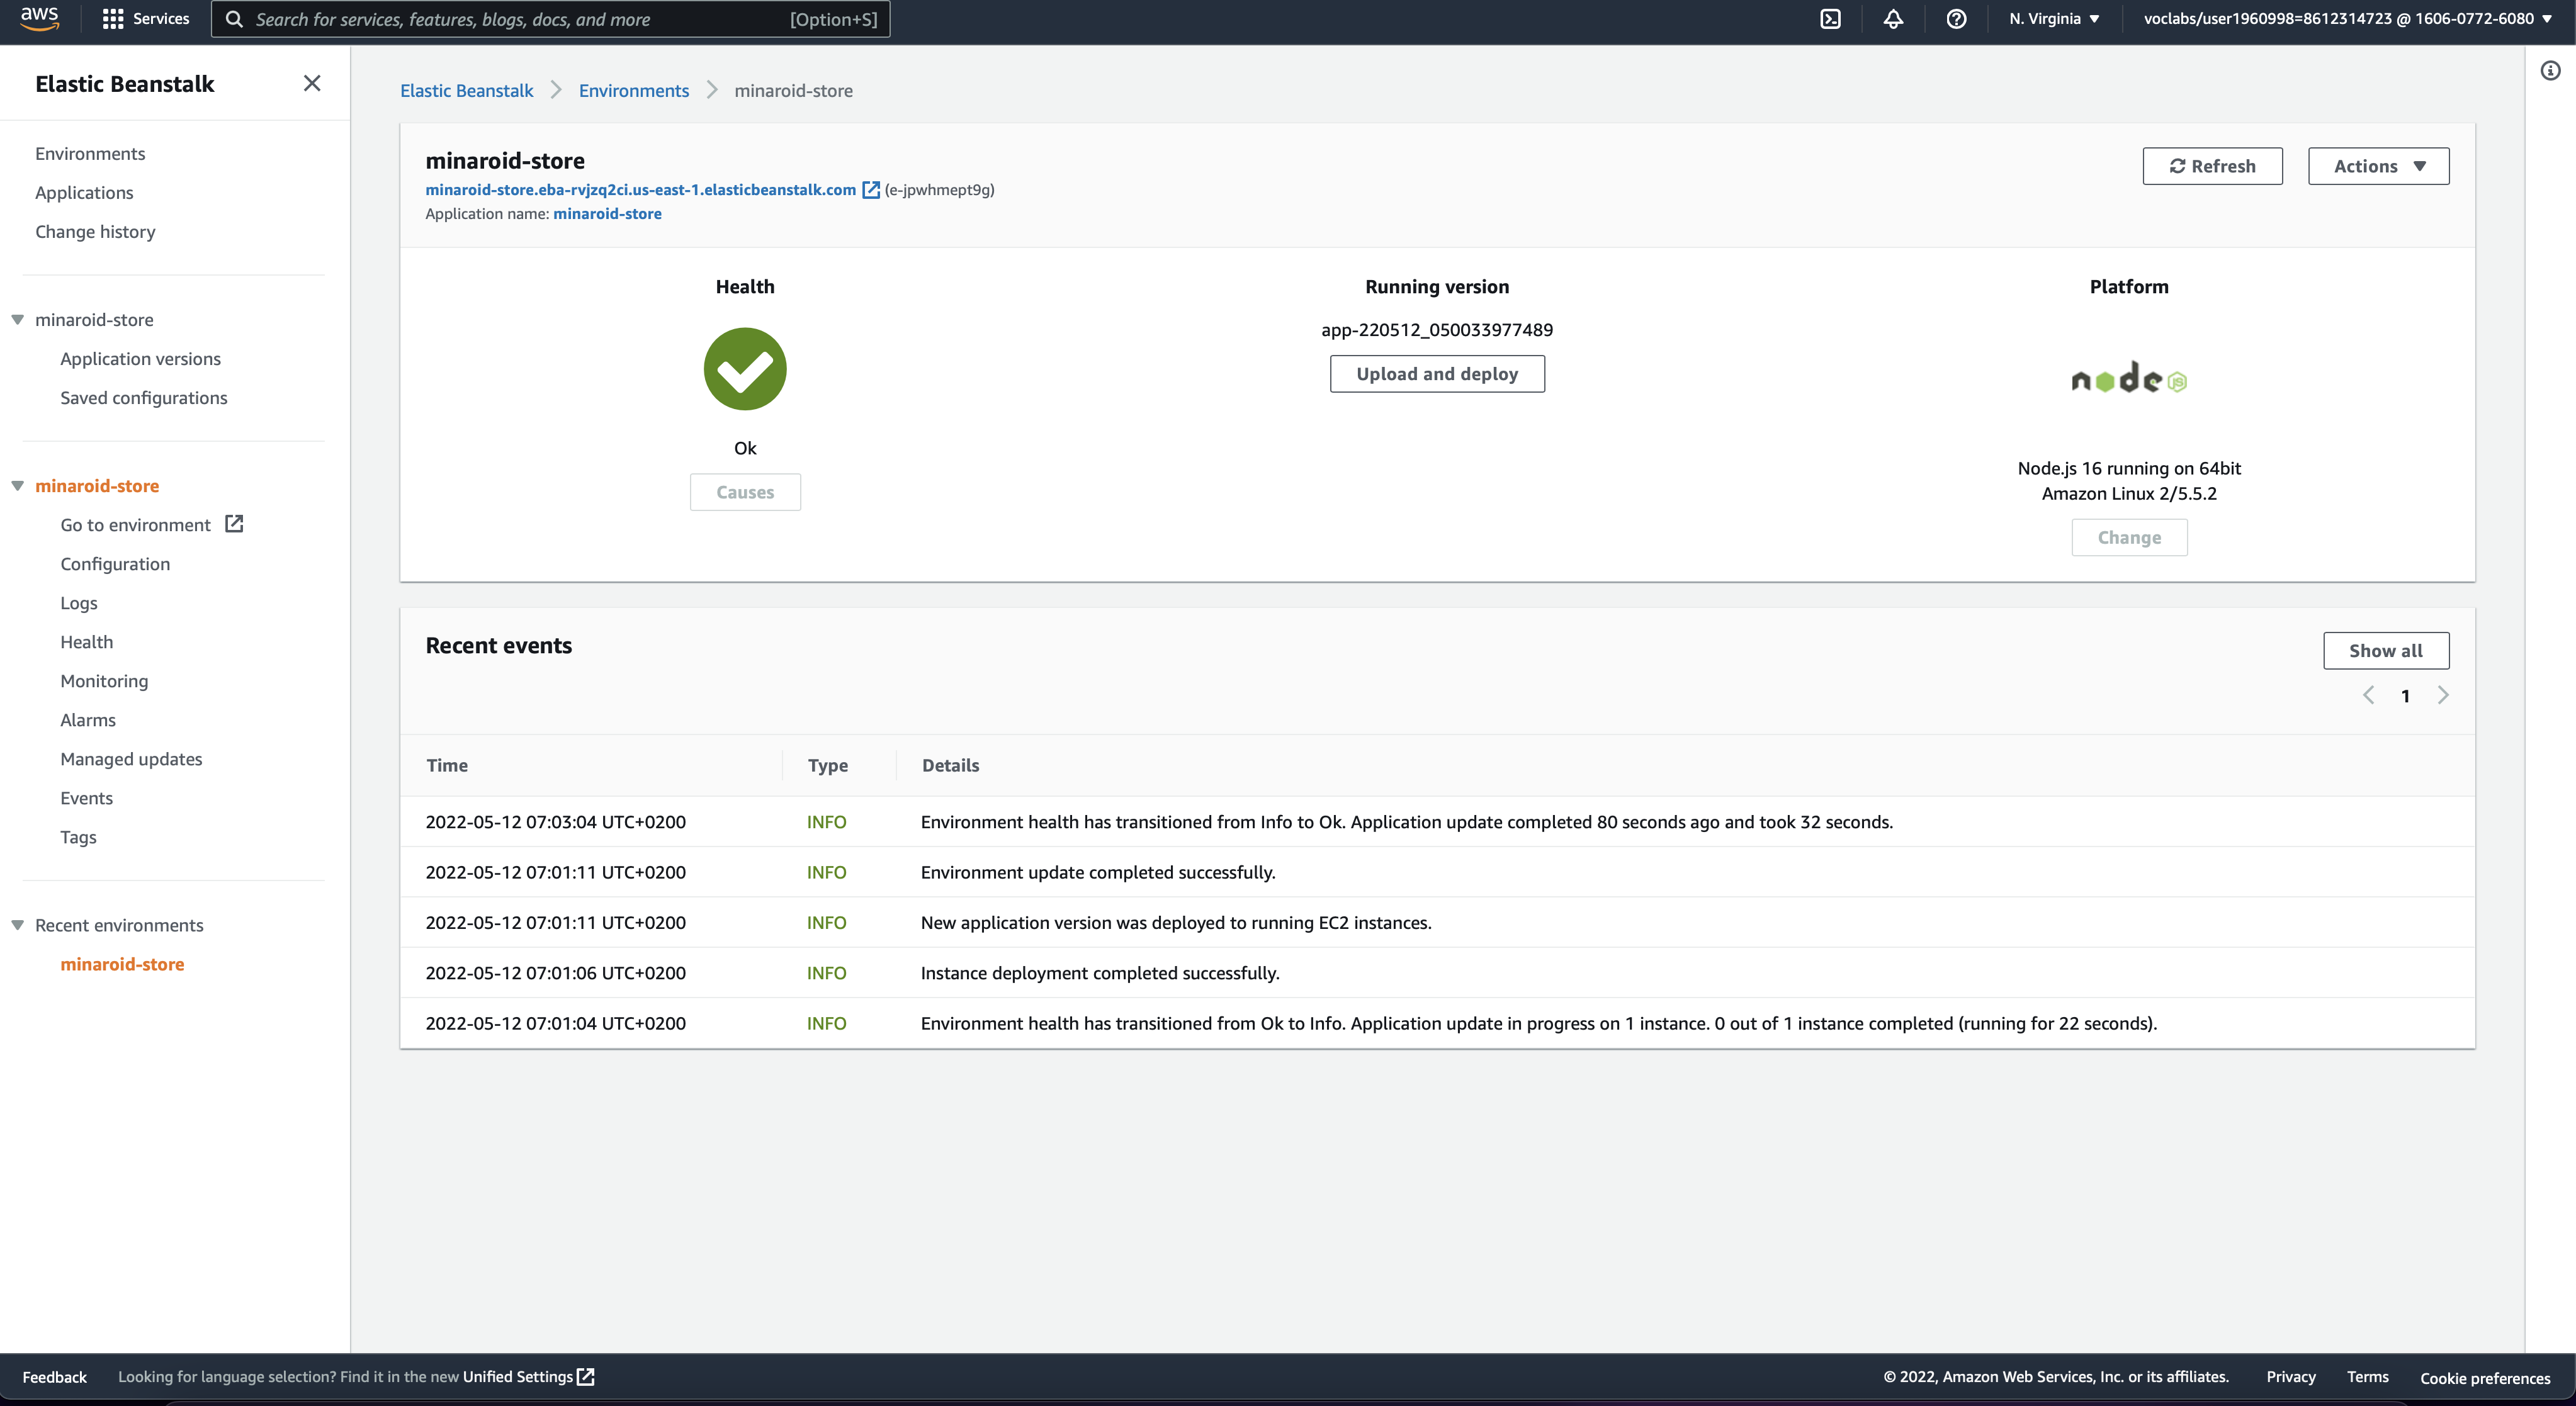 aws
Services
Search for services, features, blogs, docs, and more
[Option+S]
N. Virginia
voclabs/user1960998=8612314723 @ 1606-0772-6080
Elastic Beanstalk
Environments
Applications
Change history
minaroid-store
Application versions
Saved configurations
minaroid-store
Go to environment
Configuration
Logs
Health
Monitoring
Alarms
Managed updates
Events
Tags
Recent environments
minaroid-store
Elastic Beanstalk
Environments
minaroid-store
minaroid-store
minaroid-store.eba-rvjzq2ci.us-east-1.elasticbeanstalk.com (e-jpwhmept9g)
Application name: minaroid-store
Refresh
Actions
Health
Ok
Causes
Running version
app-220512_050033977489
Upload and deploy
Platform
node JS
Node.js 16 running on 64bit
Amazon Linux 2/5.5.2
Change
Recent events
Show all
1
Time Type Details
2022-05-12 07:03:04 UTC+0200 INFO Environment health has transitioned from Info to Ok. Application update completed 80 seconds ago and took 32 seconds.
2022-05-12 07:01:11 UTC+0200 INFO Environment update completed successfully.
2022-05-12 07:01:11 UTC+0200 INFO New application version was deployed to running EC2 instances.
2022-05-12 07:01:06 UTC+0200 INFO Instance deployment completed successfully.
2022-05-12 07:01:04 UTC+0200 INFO Environment health has transitioned from Ok to Info. Application update in progress on 1 instance. 0 out of 1 instance completed (running for 22 seconds).
Feedback
Looking for language selection? Find it in the new Unified Settings
© 2022, Amazon Web Services, Inc. or its affiliates.
Privacy
Terms
Cookie preferences